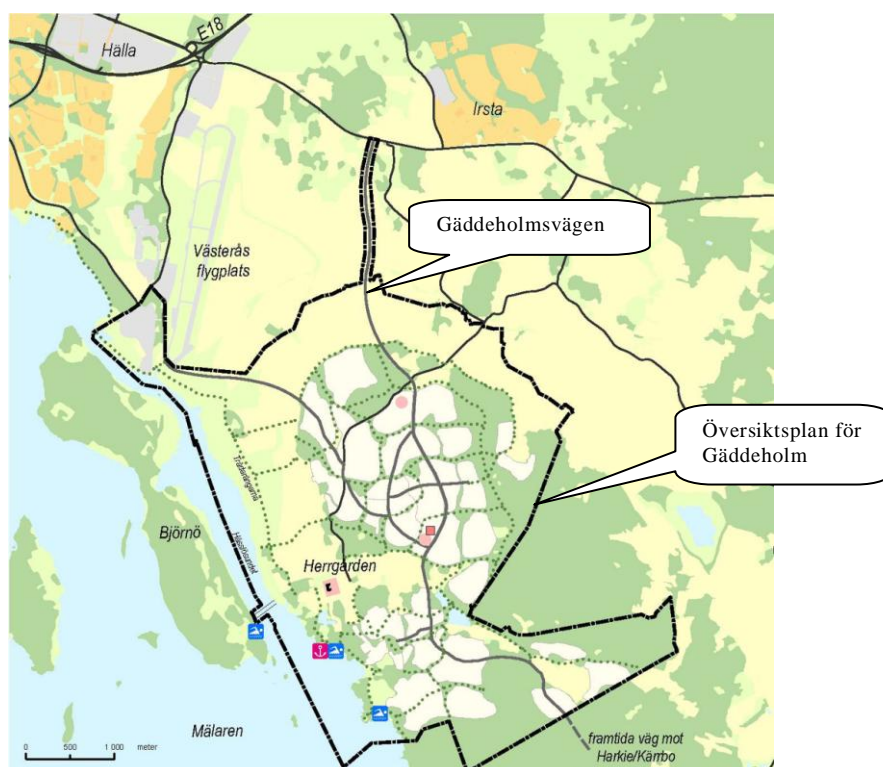 E18
Hälla
Irsta
Gäddeholmsvägen
Västerås
flygplats
Översiktsplan för
Gäddeholm
Björnö
Herrgården
Mälaren
0 500 1 000 meter
framtida väg mot
Harkie/Kärrbo